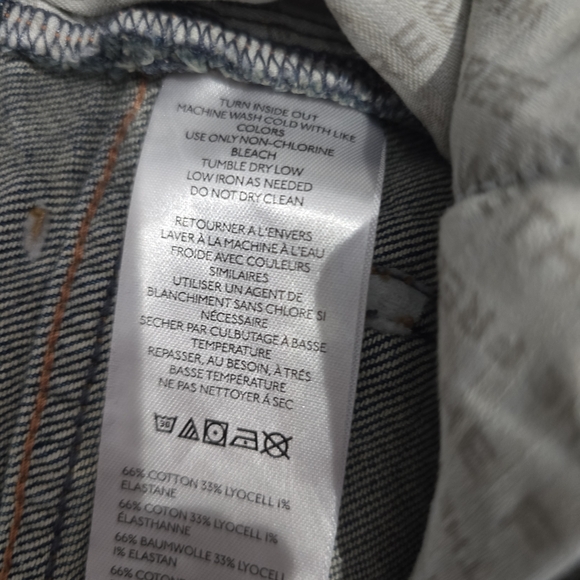 TURN INSIDE OUT
MACHINE WASH COLD WITH LIKE
COLORS
USE ONLY NON-CHLORINE
BLEACH
TUMBLE DRY LOW
LOW IRON AS NEEDED
DO NOT DRY CLEAN
RETOURNER A L'ENVERS
LAVER À LA MACHINE À L'EAU
FROIDE AVEC COULEURS
SIMILAIRES
UTILISER UN AGENT DE
BLANCHIMENT SANS CHLORE SI
NÉCESSAIRE
SECHER PAR CULBUTAGE À BASSE
TEMPERATURE
REPASSER, AU BESOIN, À TRÈS
BASSE TEMPÉRATURE
NE PAS NETTOYER À SEC
30
66% COTTON 33% LYOCELL 1%
ELASTANE
66% COTON 33% LYOCELL 1%
ÉLASTHANNE
66% BAUMWOLLE 33% LYOCELL
1% ELASTAN